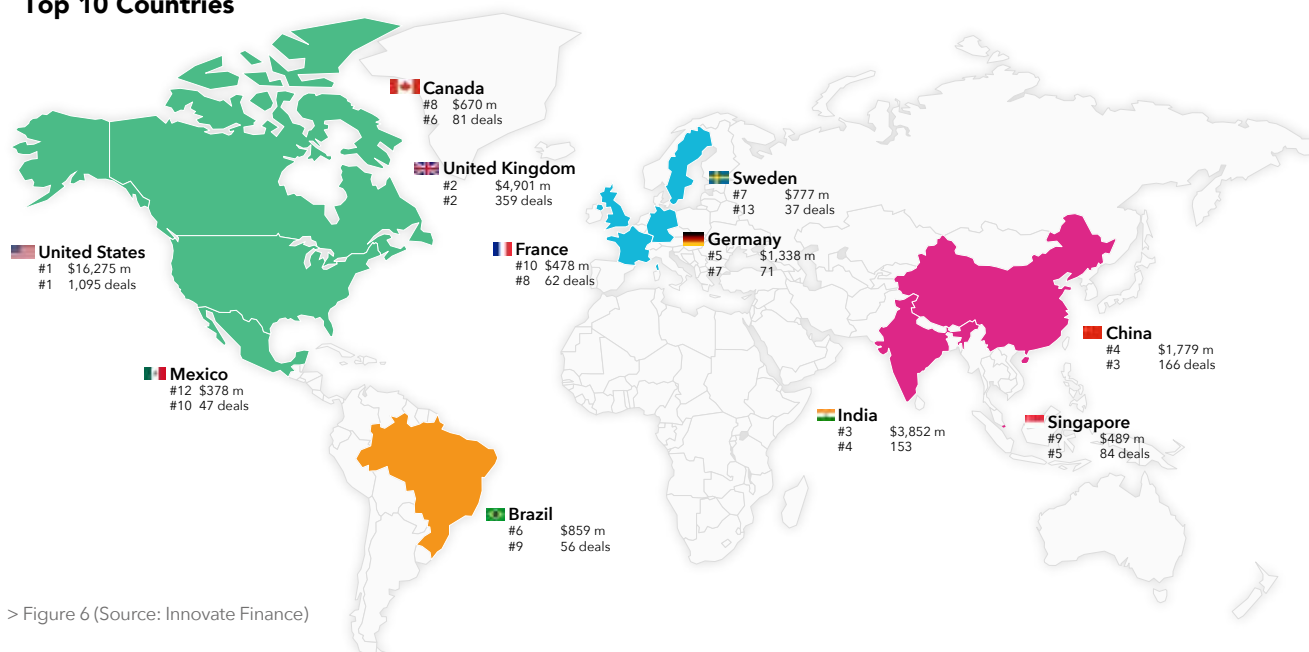 Top 10 Countries
Canada
#8 $670 m
#6 81 deals
United Kingdom
#2 $4,901 m
#2 359 deals
Sweden
#7 $777 m
#13 37 deals
Germany
#5 $1,338 m
#7 71
France
#10 $478 m
#8 62 deals
United States
#1 $16,275 m
#1 1,095 deals
China
#4 $1,779 m
#3 166 deals
Mexico
#12 $378 m
#10 47 deals
India
#3 $3,852 m
#4 153
Singapore
#9 $489 m
#5 84 deals
Brazil
#6 $859 m
#9 56 deals
> Figure 6 (Source: Innovate Finance)